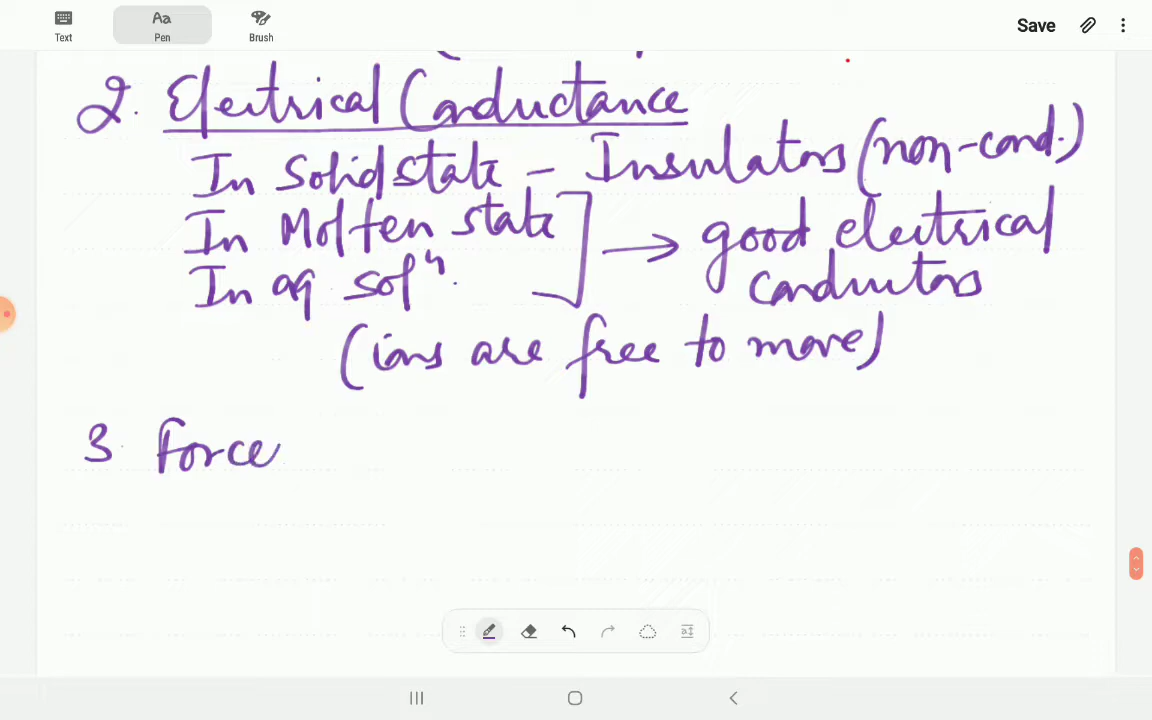 Text
Aa
Pen
Brush
Save
2. Electrical Conductance
In Solid state - Insulators (non-cond.)
In Molten state
In aq solⁿ.
→ good electrical
conductors
(ions are free to move)
3. Force